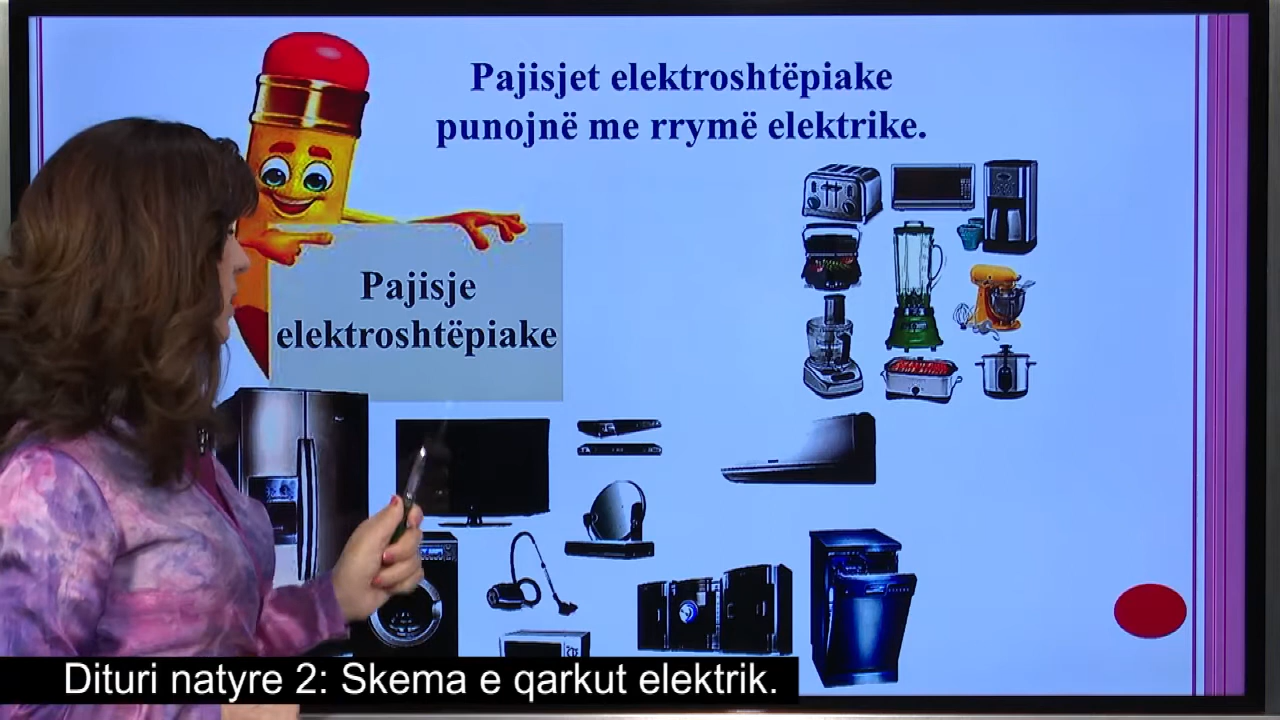 Pajisjet elektroshtëpiake
punojnë me rrymë elektrike.
Pajisje
elektroshtëpiake
Dituri natyre 2: Skema e qarkut elektrik.